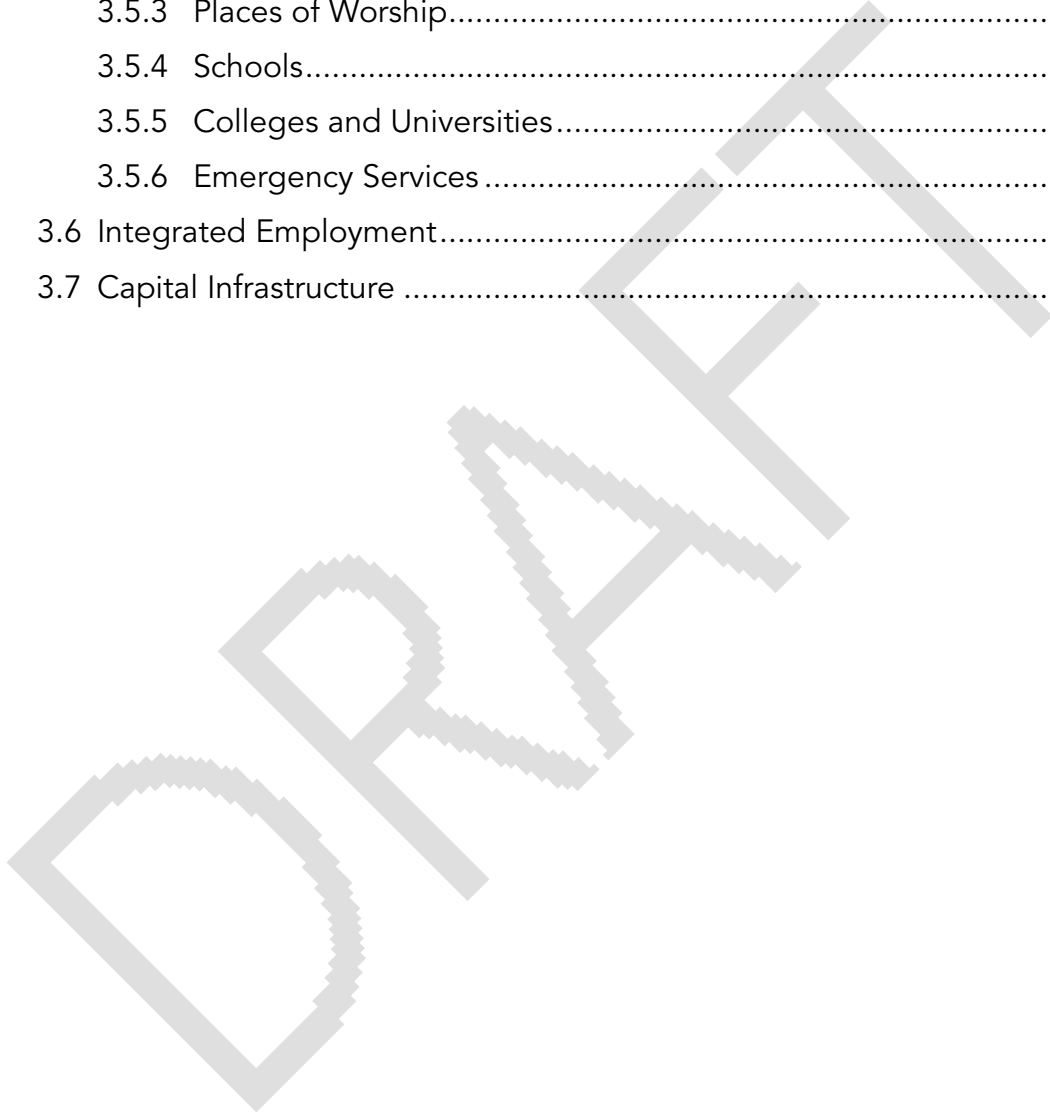 3.5.3 Places of Worship........................................................................
3.5.4 Schools........................................................................................
3.5.5 Colleges and Universities..........................................................
3.5.6 Emergency Services...................................................................
3.6 Integrated Employment.........................................................................
3.7 Capital Infrastructure .............................................................................
DRAFT